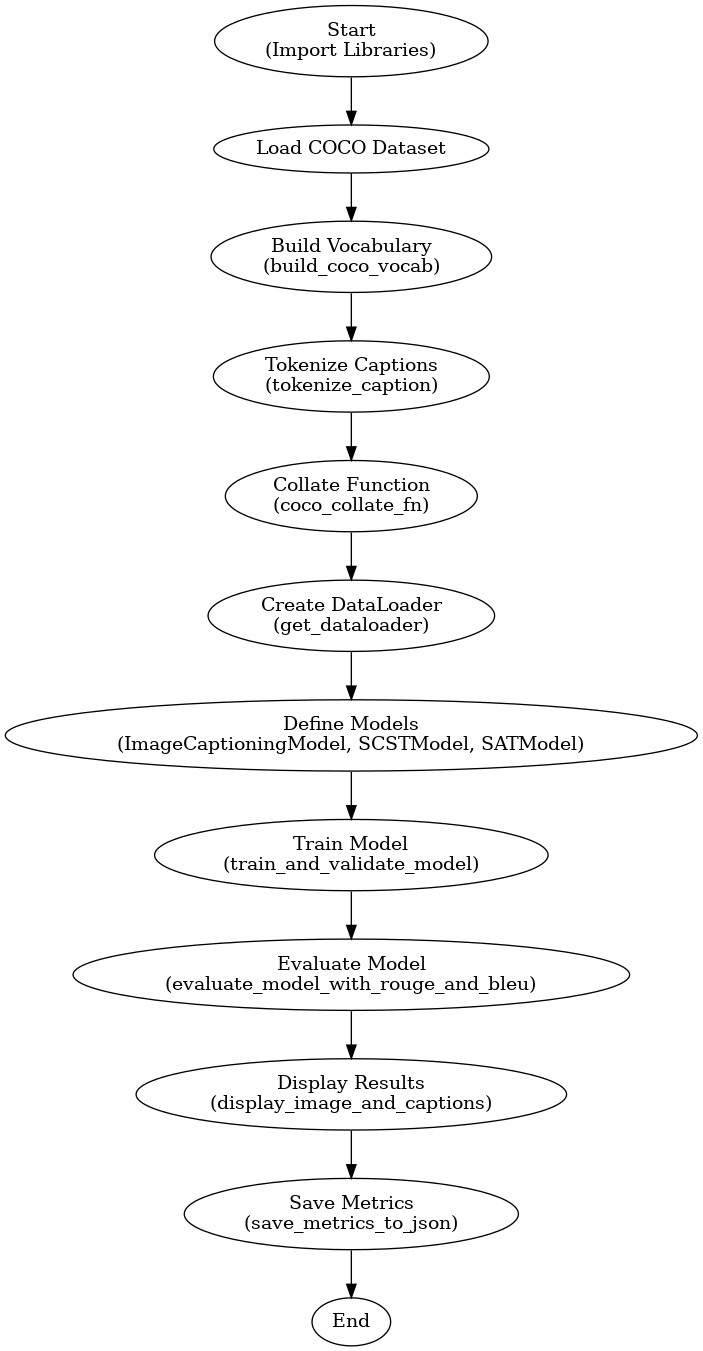 Start
(Import Libraries)
Load COCO Dataset
Build Vocabulary
(build_coco_vocab)
Tokenize Captions
(tokenize_caption)
Collate Function
(coco_collate_fn)
Create DataLoader
(get_dataloader)
Define Models
(ImageCaptioningModel, SCSTModel, SATModel)
Train Model
(train_and_validate_model)
Evaluate Model
(evaluate_model_with_rouge_and_bleu)
Display Results
(display_image_and_captions)
Save Metrics
(save_metrics_to_json)
End